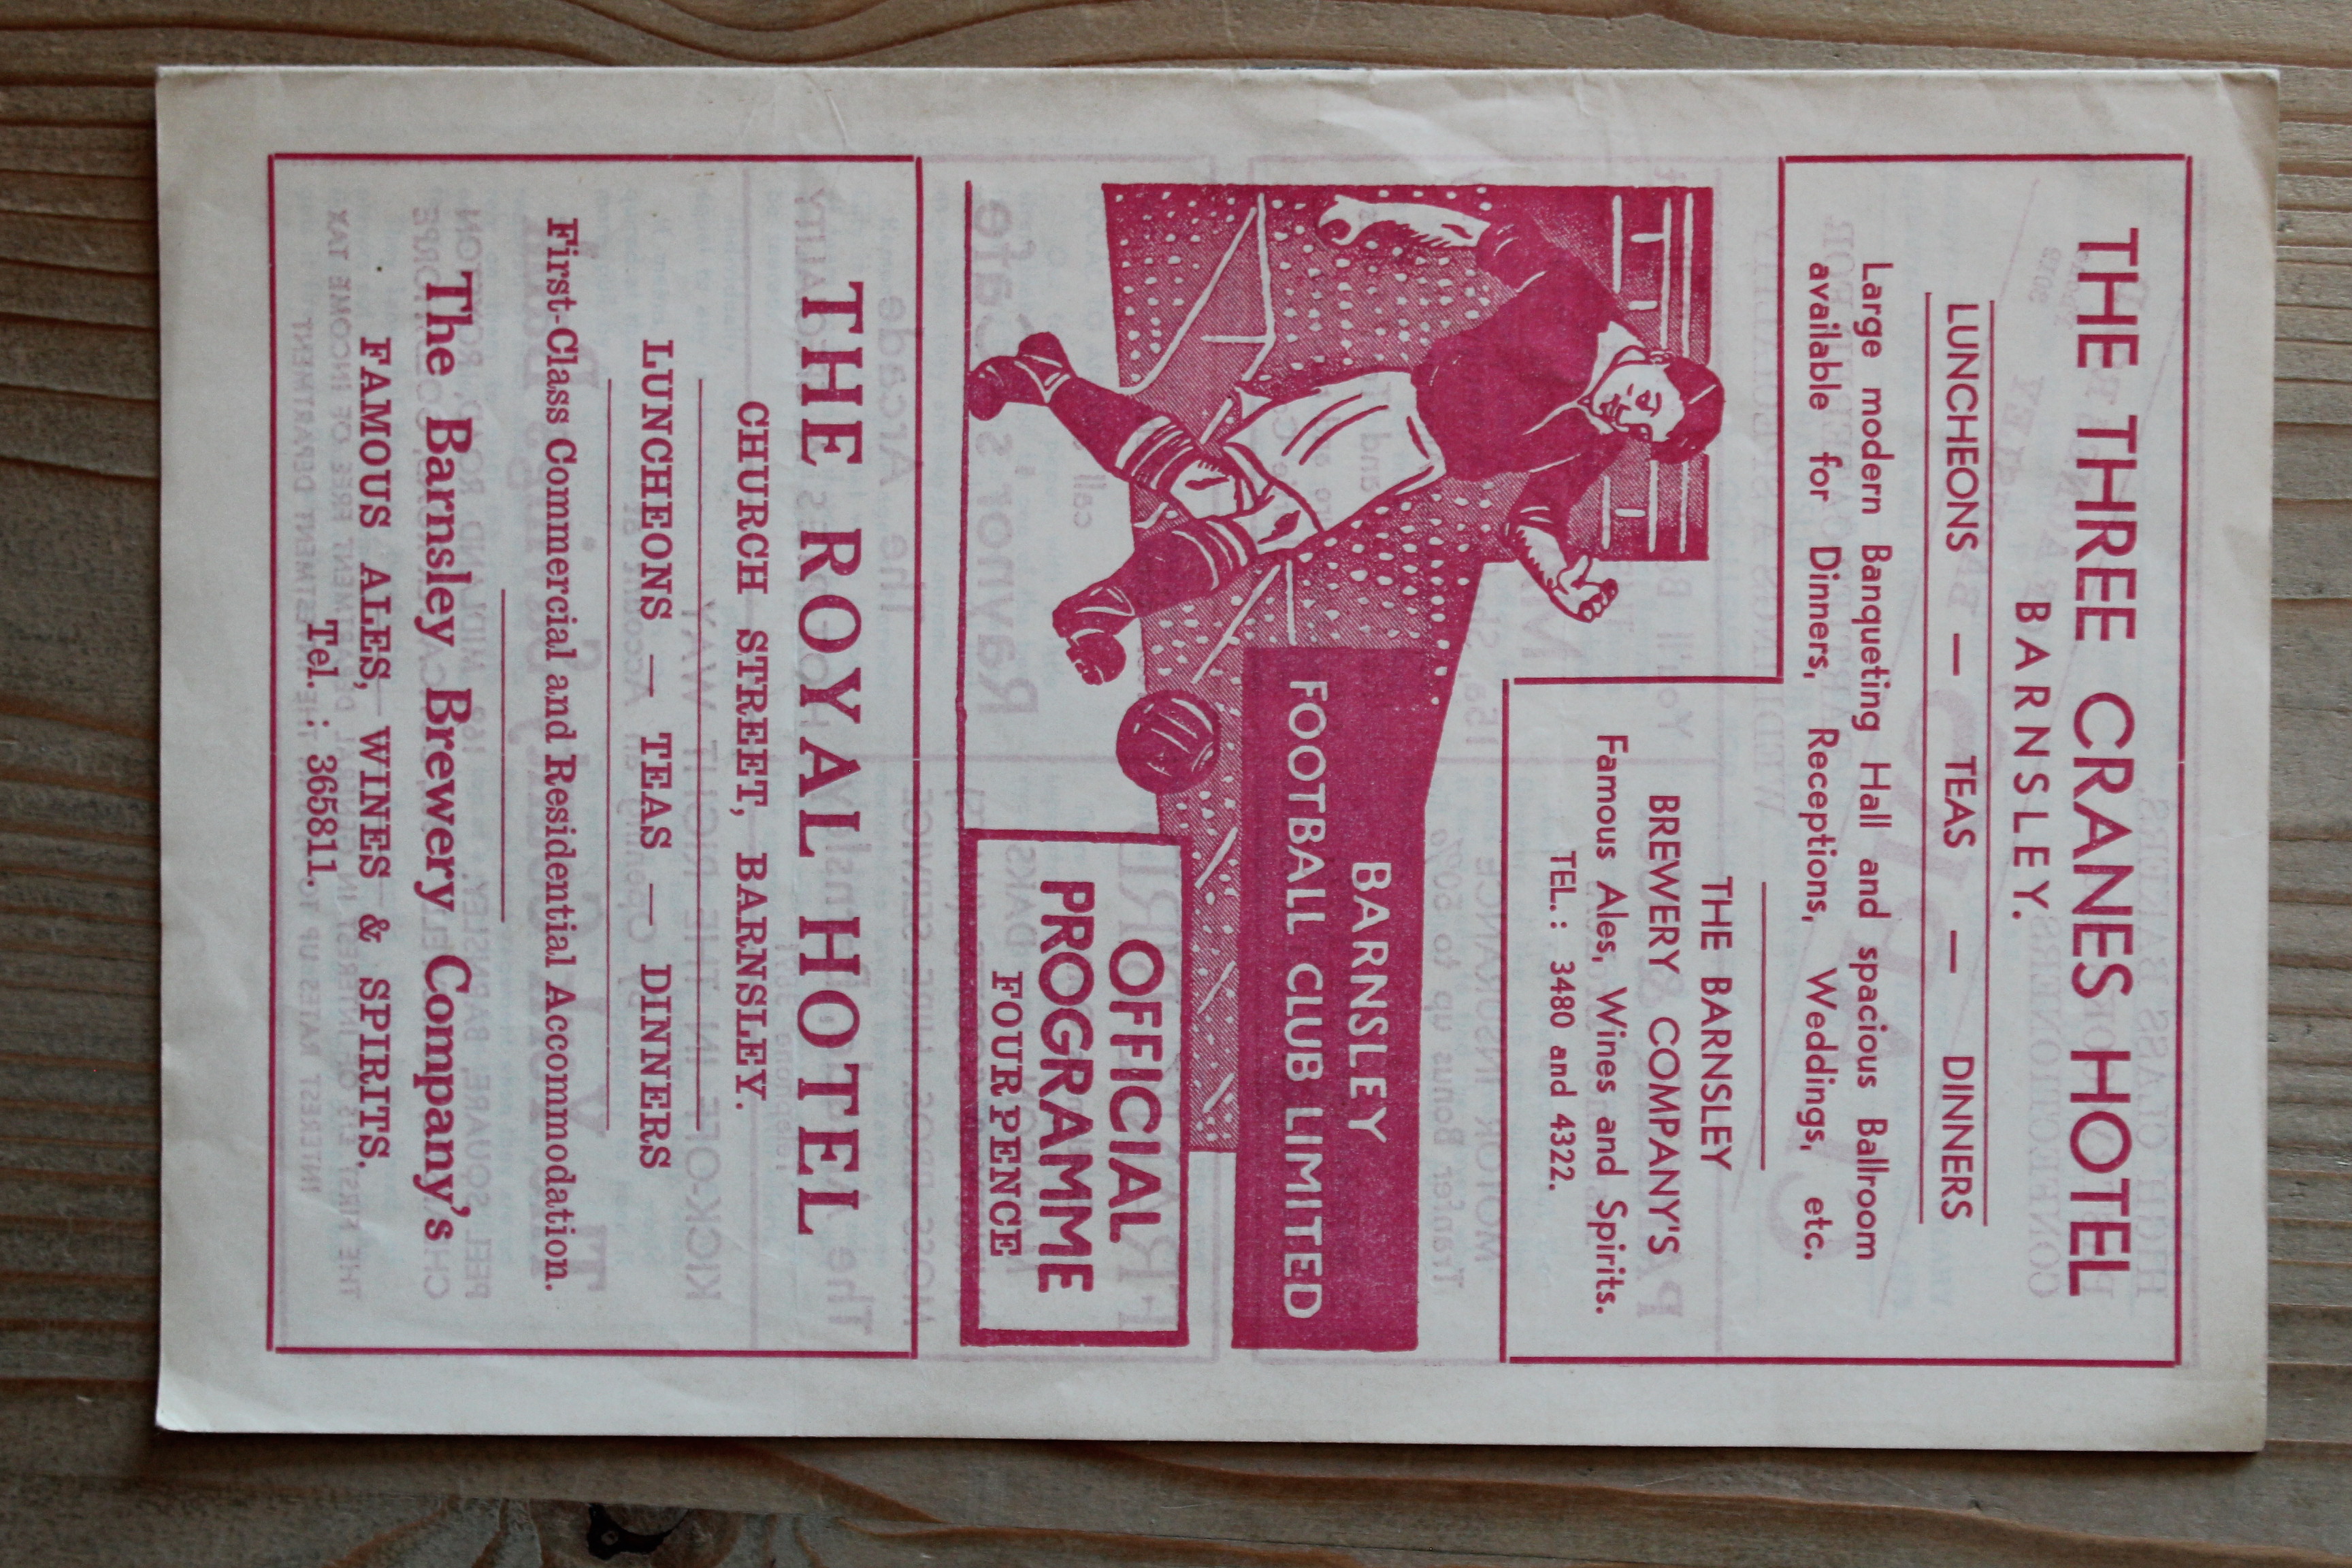 THE THREE CRANES HOTEL
BARNSLEY.
LUNCHEONS — TEAS — DINNERS
Large modern Banqueting Hall and spacious Ballroom
available for Dinners, Receptions, Weddings, etc.
THE BARNSLEY
BREWERY COMPANY'S
Famous Ales, Wines and Spirits.
TEL.: 3480 and 4322.
BARNSLEY
FOOTBALL CLUB LIMITED
OFFICIAL
PROGRAMME
FOURPENCE
THE ROYAL HOTEL
CHURCH STREET, BARNSLEY.
LUNCHEONS — TEAS — DINNERS
First-Class Commercial and Residential Accommodation.
The Barnsley Brewery Company's
FAMOUS ALES, WINES & SPIRITS.
Tel. : 365811.